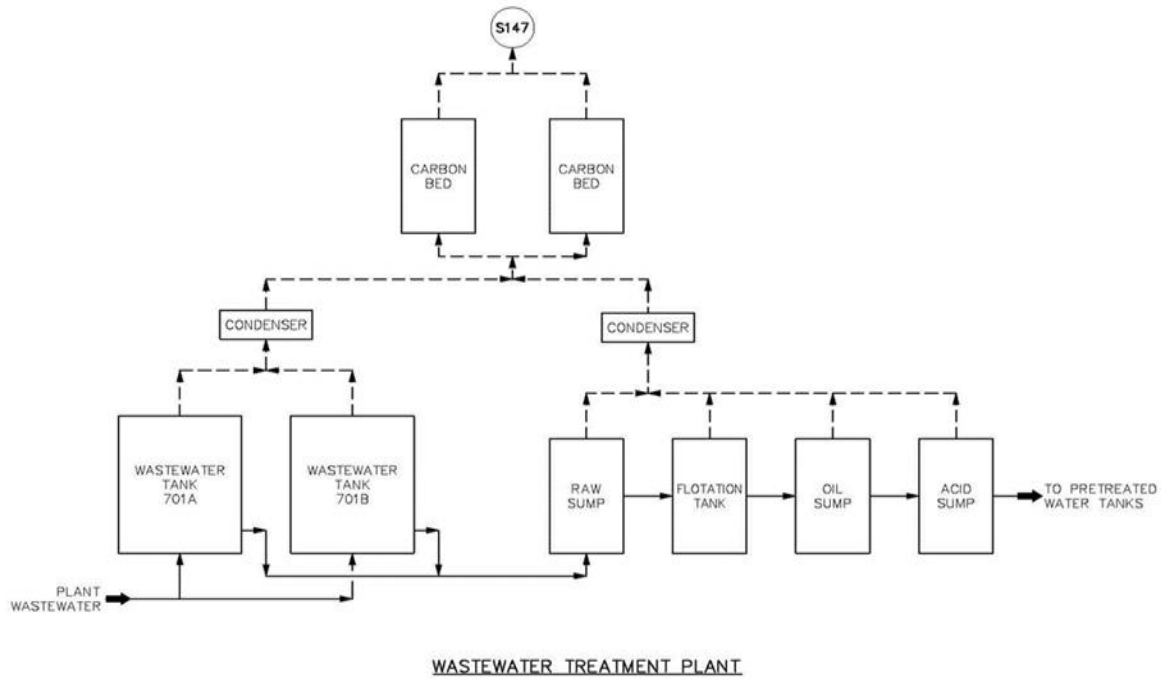 S147
CARBON
BED
CARBON
BED
CONDENSER
CONDENSER
WASTEWATER
TANK
701A
WASTEWATER
TANK
701B
RAW
SUMP
FLOTATION
TANK
OIL
SUMP
ACID
SUMP
TO PRETREATED
WATER TANKS
PLANT
WASTEWATER
WASTEWATER TREATMENT PLANT